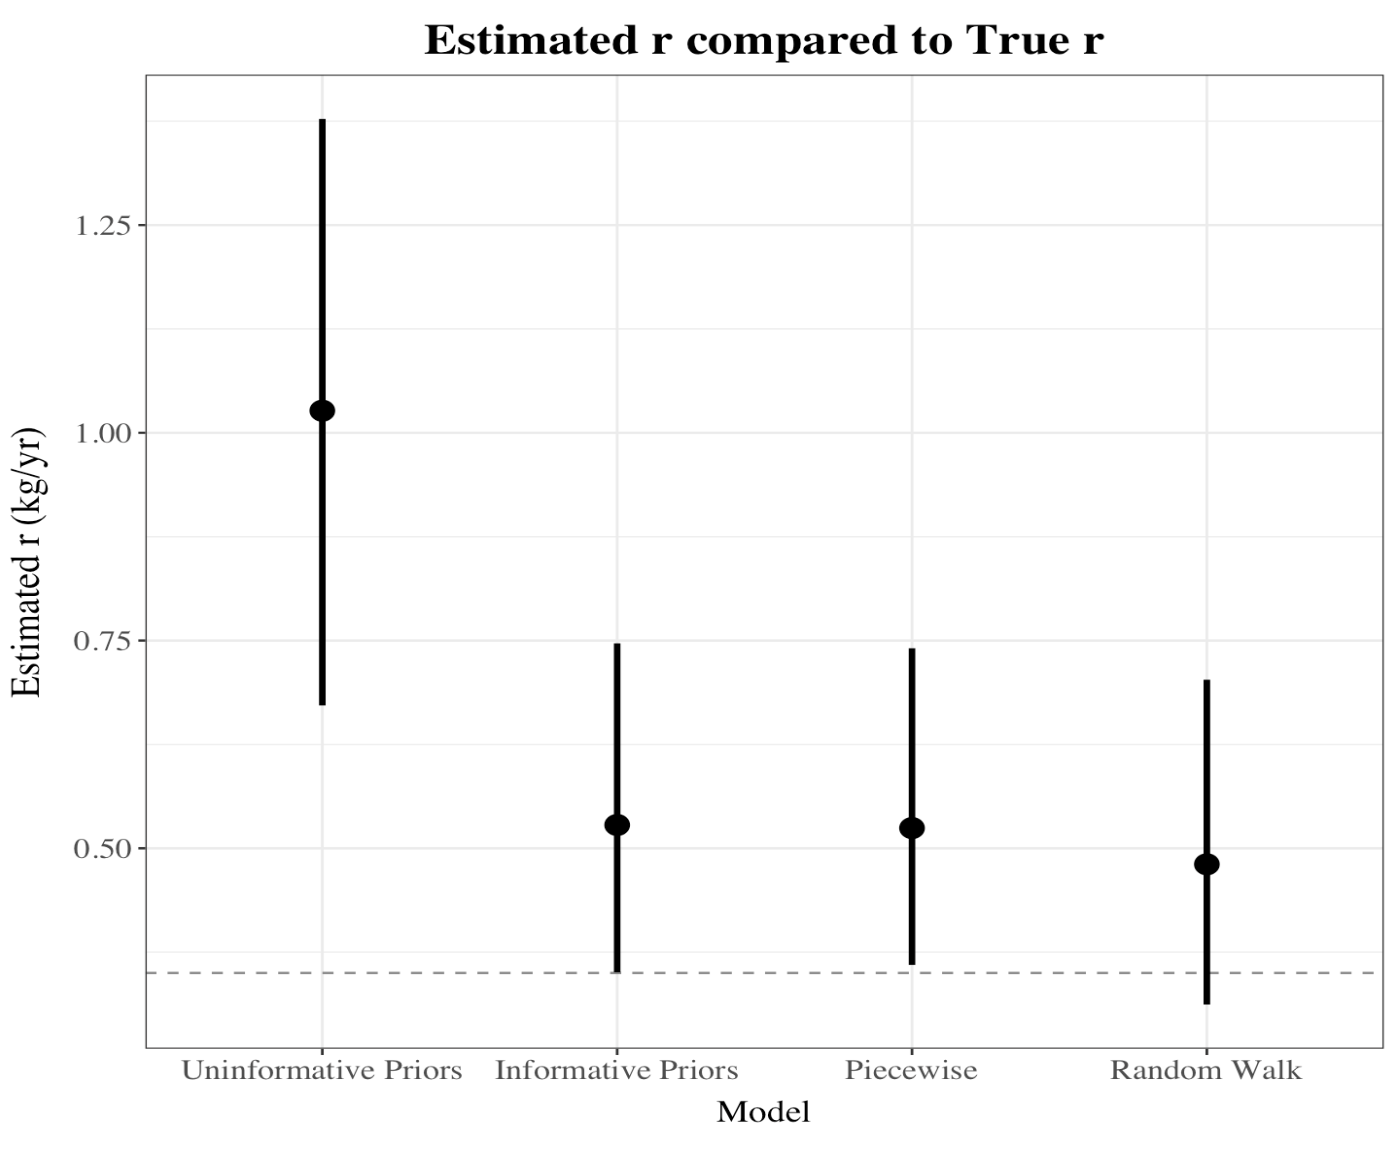 Estimated r compared to True r
Estimated r (kg/yr)
1.25
1.00
0.75
0.50
Uninformative Priors Informative Priors Piecewise Random Walk
Model